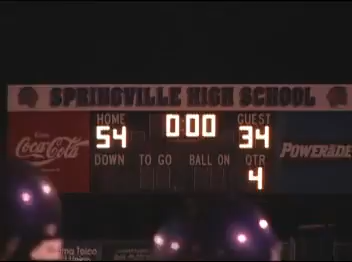 SPRINGVILLE HIGH SCHOOL
HOME 0:00 GUEST
54 34
Coca-Cola
DOWN TO GO BALL ON QTR
4
POWERADE